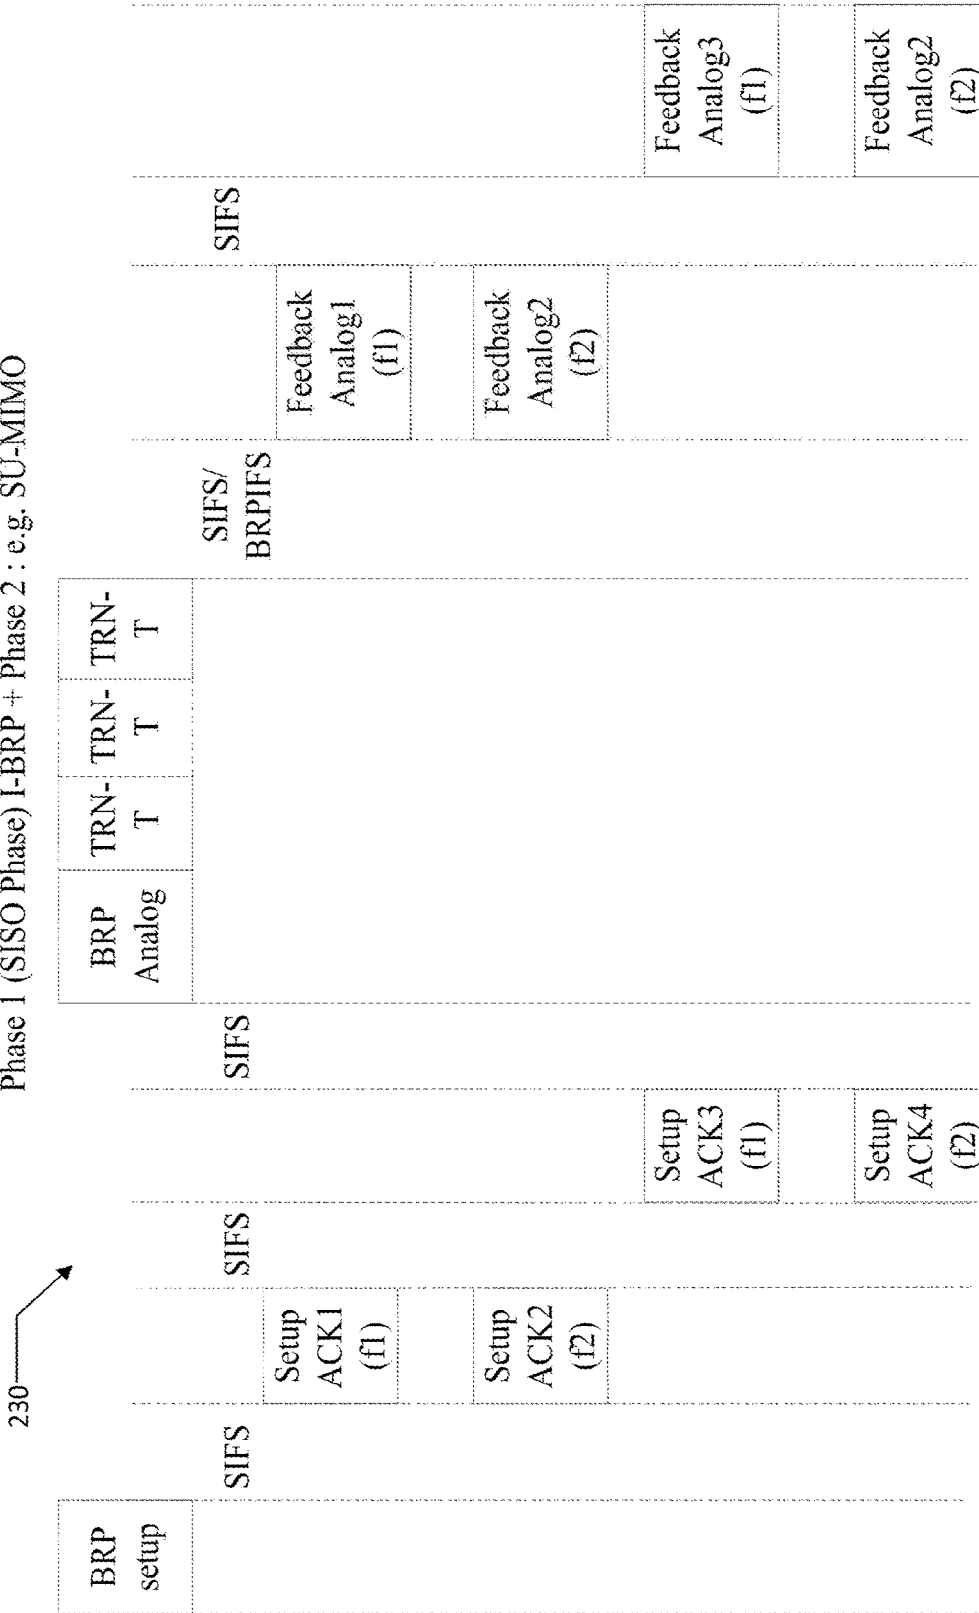 230
Phase 1 (SISO Phase) I-BRP + Phase 2 : e.g. SU-MIMO
BRP
setup
BRP
Analog
TRN-
T
TRN-
T
TRN-
T
SIFS
SIFS
SIFS
SIFS/
BRPIFS
SIFS
Setup
ACK1
(f1)
Feedback
Analog1
(f1)
Setup
ACK2
(f2)
Feedback
Analog2
(f2)
Setup
ACK3
(f1)
Feedback
Analog3
(f1)
Setup
ACK4
(f2)
Feedback
Analog2
(f2)